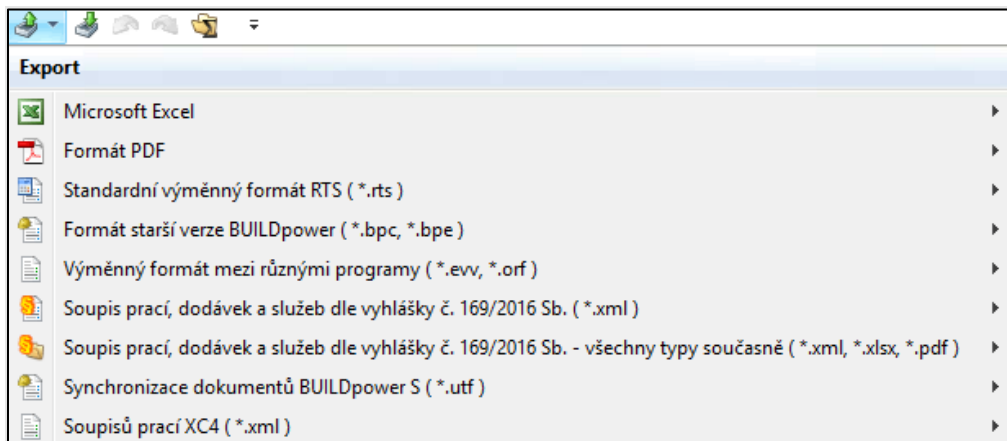 Export
Microsoft Excel
Formát PDF
Standardní výměnný formát RTS ( *.rts )
Formát starší verze BUILDpower ( *.bpc, *.bpe )
Výměnný formát mezi různými programy ( *.evv, *.orf )
Soupis prací, dodávek a služeb dle vyhlášky č. 169/2016 Sb. ( *.xml )
Soupis prací, dodávek a služeb dle vyhlášky č. 169/2016 Sb. - všechny typy současně ( *.xml, *.xlsx, *.pdf )
Synchronizace dokumentů BUILDpower S ( *.utf )
Soupisů prací XC4 ( *.xml )